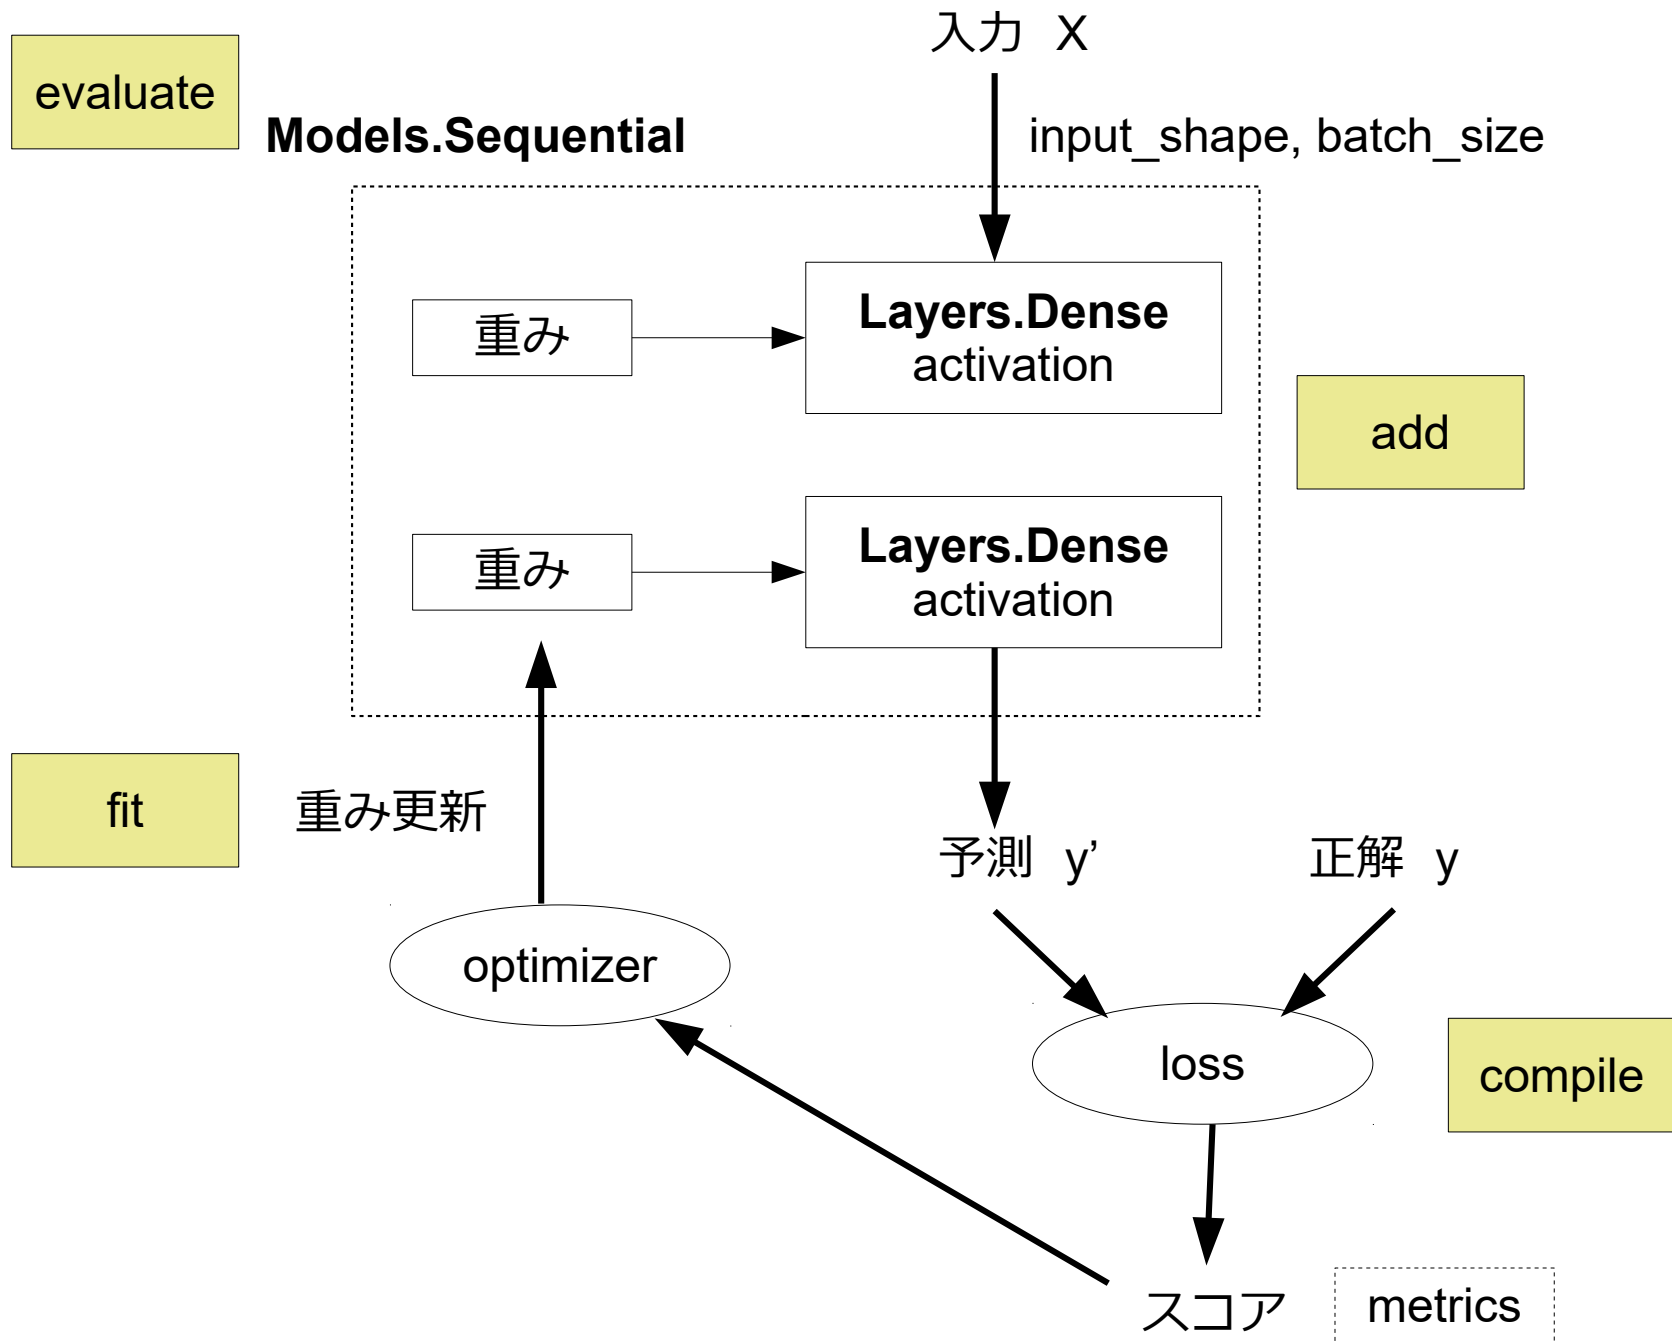 入力 X
evaluate
Models.Sequential
input_shape, batch_size
重み
Layers.Dense
activation
add
重み
Layers.Dense
activation
fit
重み更新
予測 y’
正解 y
optimizer
loss
compile
スコア
metrics